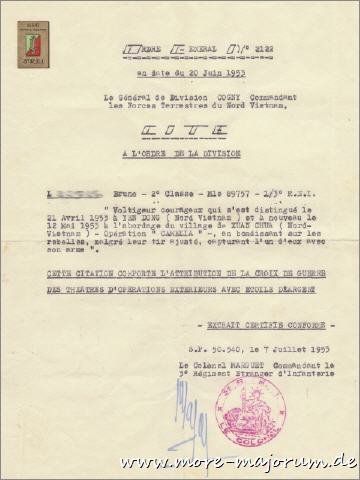 3° R.E.I.
ORDRE GENERAL N/° 2122
en date du 20 Juin 1953
Le Général de Division COGNY Commandant
les Forces Terrestres du Nord Vietnam,
C I T E
A L'ORDRE DE LA DIVISION
L Bruno - 2° Classe - Mle 89757 - 1/3° R.E.I.
" Voltigeur courageux qui s'est distingué le
21 Avril 1953 à YEN DONG ( Nord Vietnam ) et à nouveau le
12 Mai 1953 à l'abordage du village de XUAN CHUA ( Nord-
Vietnam ) - Opération " CAMELIA " -, en bondissant sur les
rebelles, malgré leur tir ajusté, capturant l'un d'eux avec
son arme ".
CETTE CITATION COMPORTE L'ATTRIBUTION DE LA CROIX DE GUERRE
DES THEATRES D'OPERATIONS EXTERIEURS AVEC ETOILE D'ARGENT
- EXTRAIT CERTIFIE CONFORME -
S.P. 50.540, le 7 Juillet 1953
Le Colonel MARGUET Commandant le
3° Régiment Etranger d'Infanterie
LE COLONEL
www.more-majorum.de